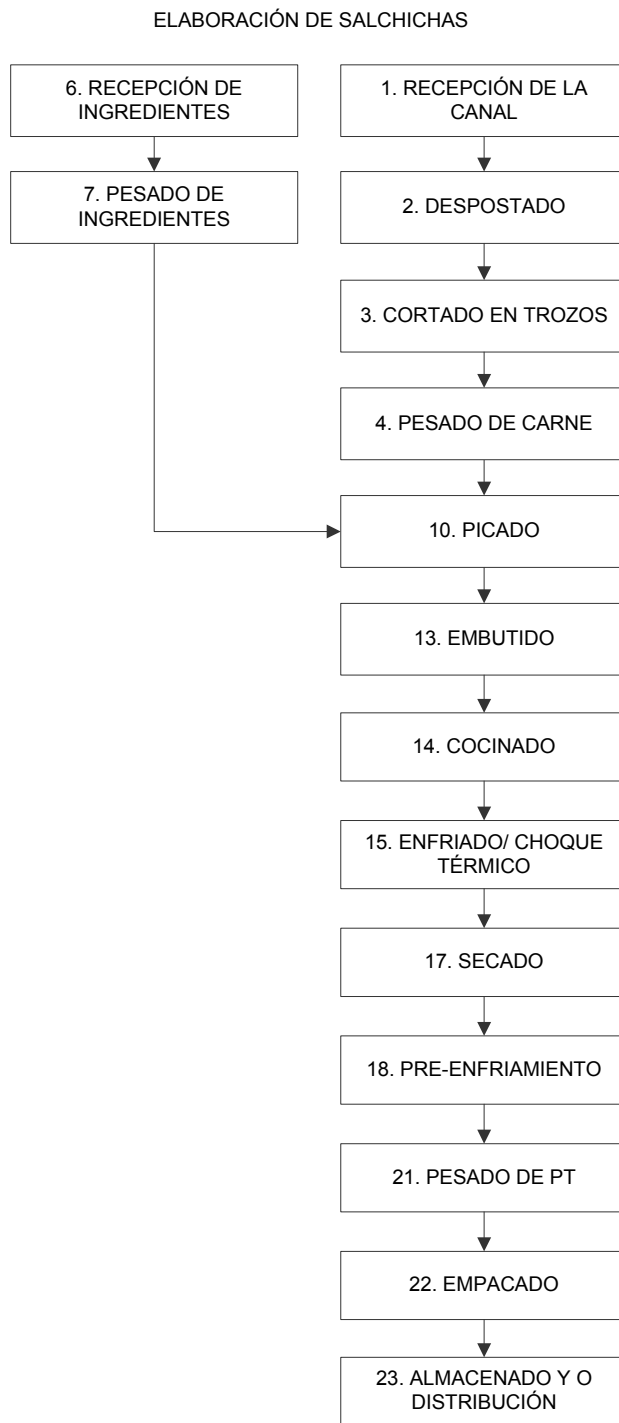 ELABORACIÓN DE SALCHICHAS
6. RECEPCIÓN DE
INGREDIENTES
1. RECEPCIÓN DE LA
CANAL
7. PESADO DE
INGREDIENTES
2. DESPOSTADO
3. CORTADO EN TROZOS
4. PESADO DE CARNE
10. PICADO
13. EMBUTIDO
14. COCINADO
15. ENFRIADO/ CHOQUE
TÉRMICO
17. SECADO
18. PRE-ENFRIAMIENTO
21. PESADO DE PT
22. EMPACADO
23. ALMACENADO Y O
DISTRIBUCIÓN